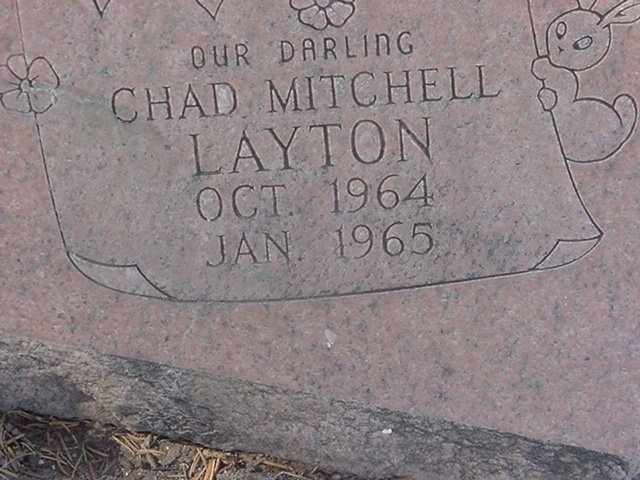 OUR DARLING
CHAD MITCHELL
LAYTON
OCT. 1964
JAN. 1965